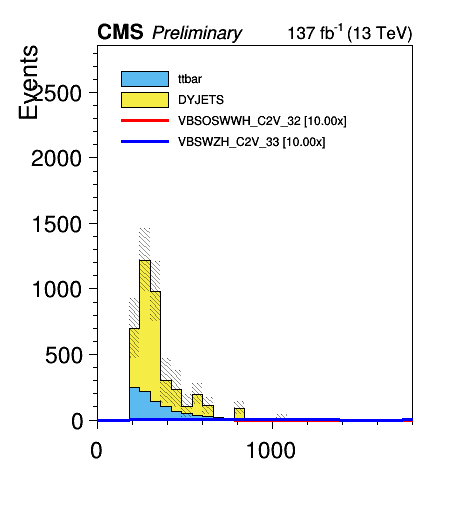 CMS Preliminary 137 fb-1 (13 TeV)
Events
ttbar
DYJETS
VBSOSWWH_C2V_32 [10.00x]
VBSWZH_C2V_33 [10.00x]
2500
2000
1500
1000
500
0
0 1000